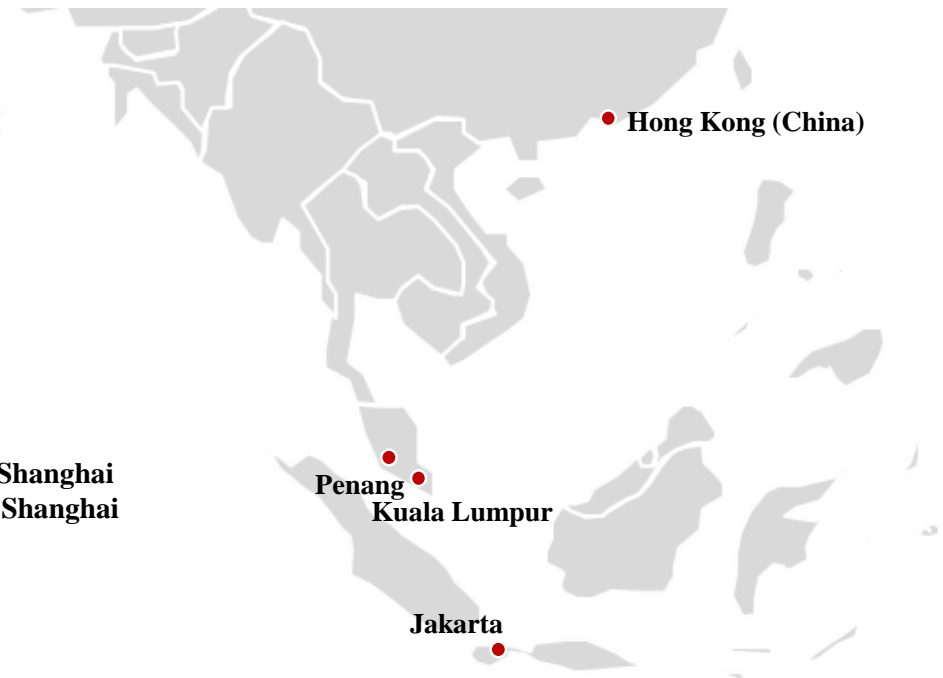 Hong Kong (China)
Shanghai
Penang
Shanghai
Kuala Lumpur
Jakarta